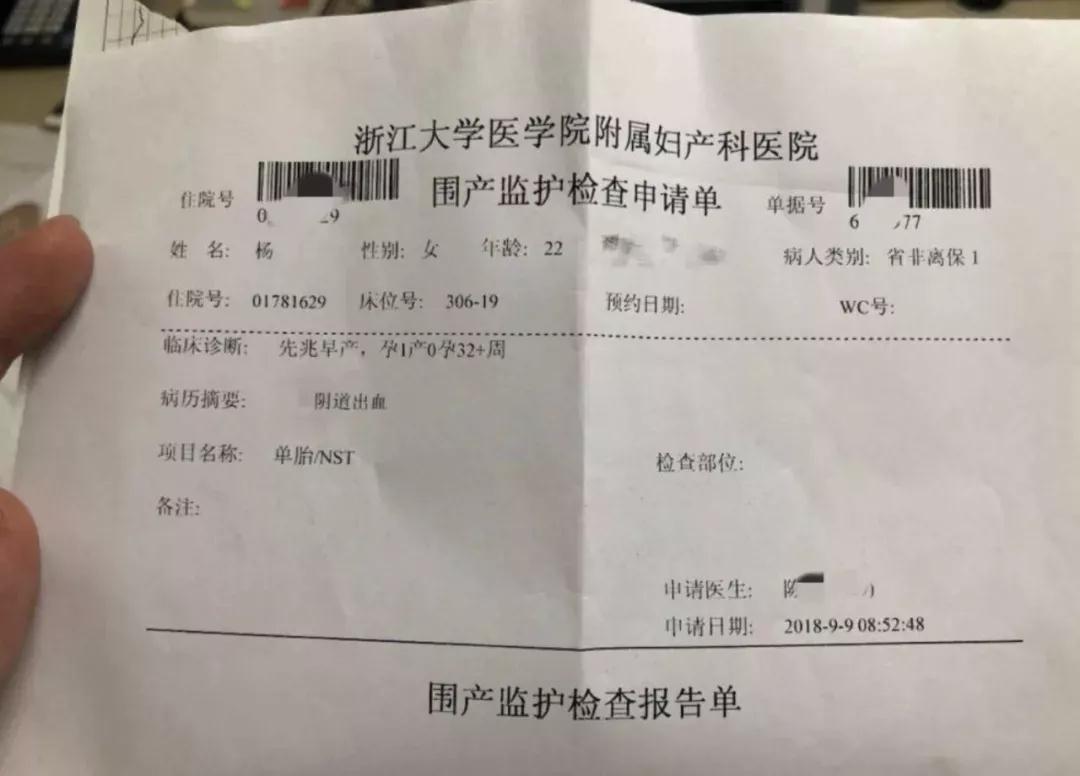 浙江大学医学院附属妇产科医院
围产监护检查申请单
住院号 单据号
0 29 6 77
姓 名: 杨 性别: 女 年龄: 22 病人类别: 省非离保1
住院号: 01781629 床位号: 306-19 预约日期: WC号:
临床诊断: 先兆早产，孕1产0孕32+周
病历摘要: 阴道出血
项目名称: 单胎/NST 检查部位:
备注:
申请医生: 陈
申请日期: 2018-9-9 08:52:48
围产监护检查报告单